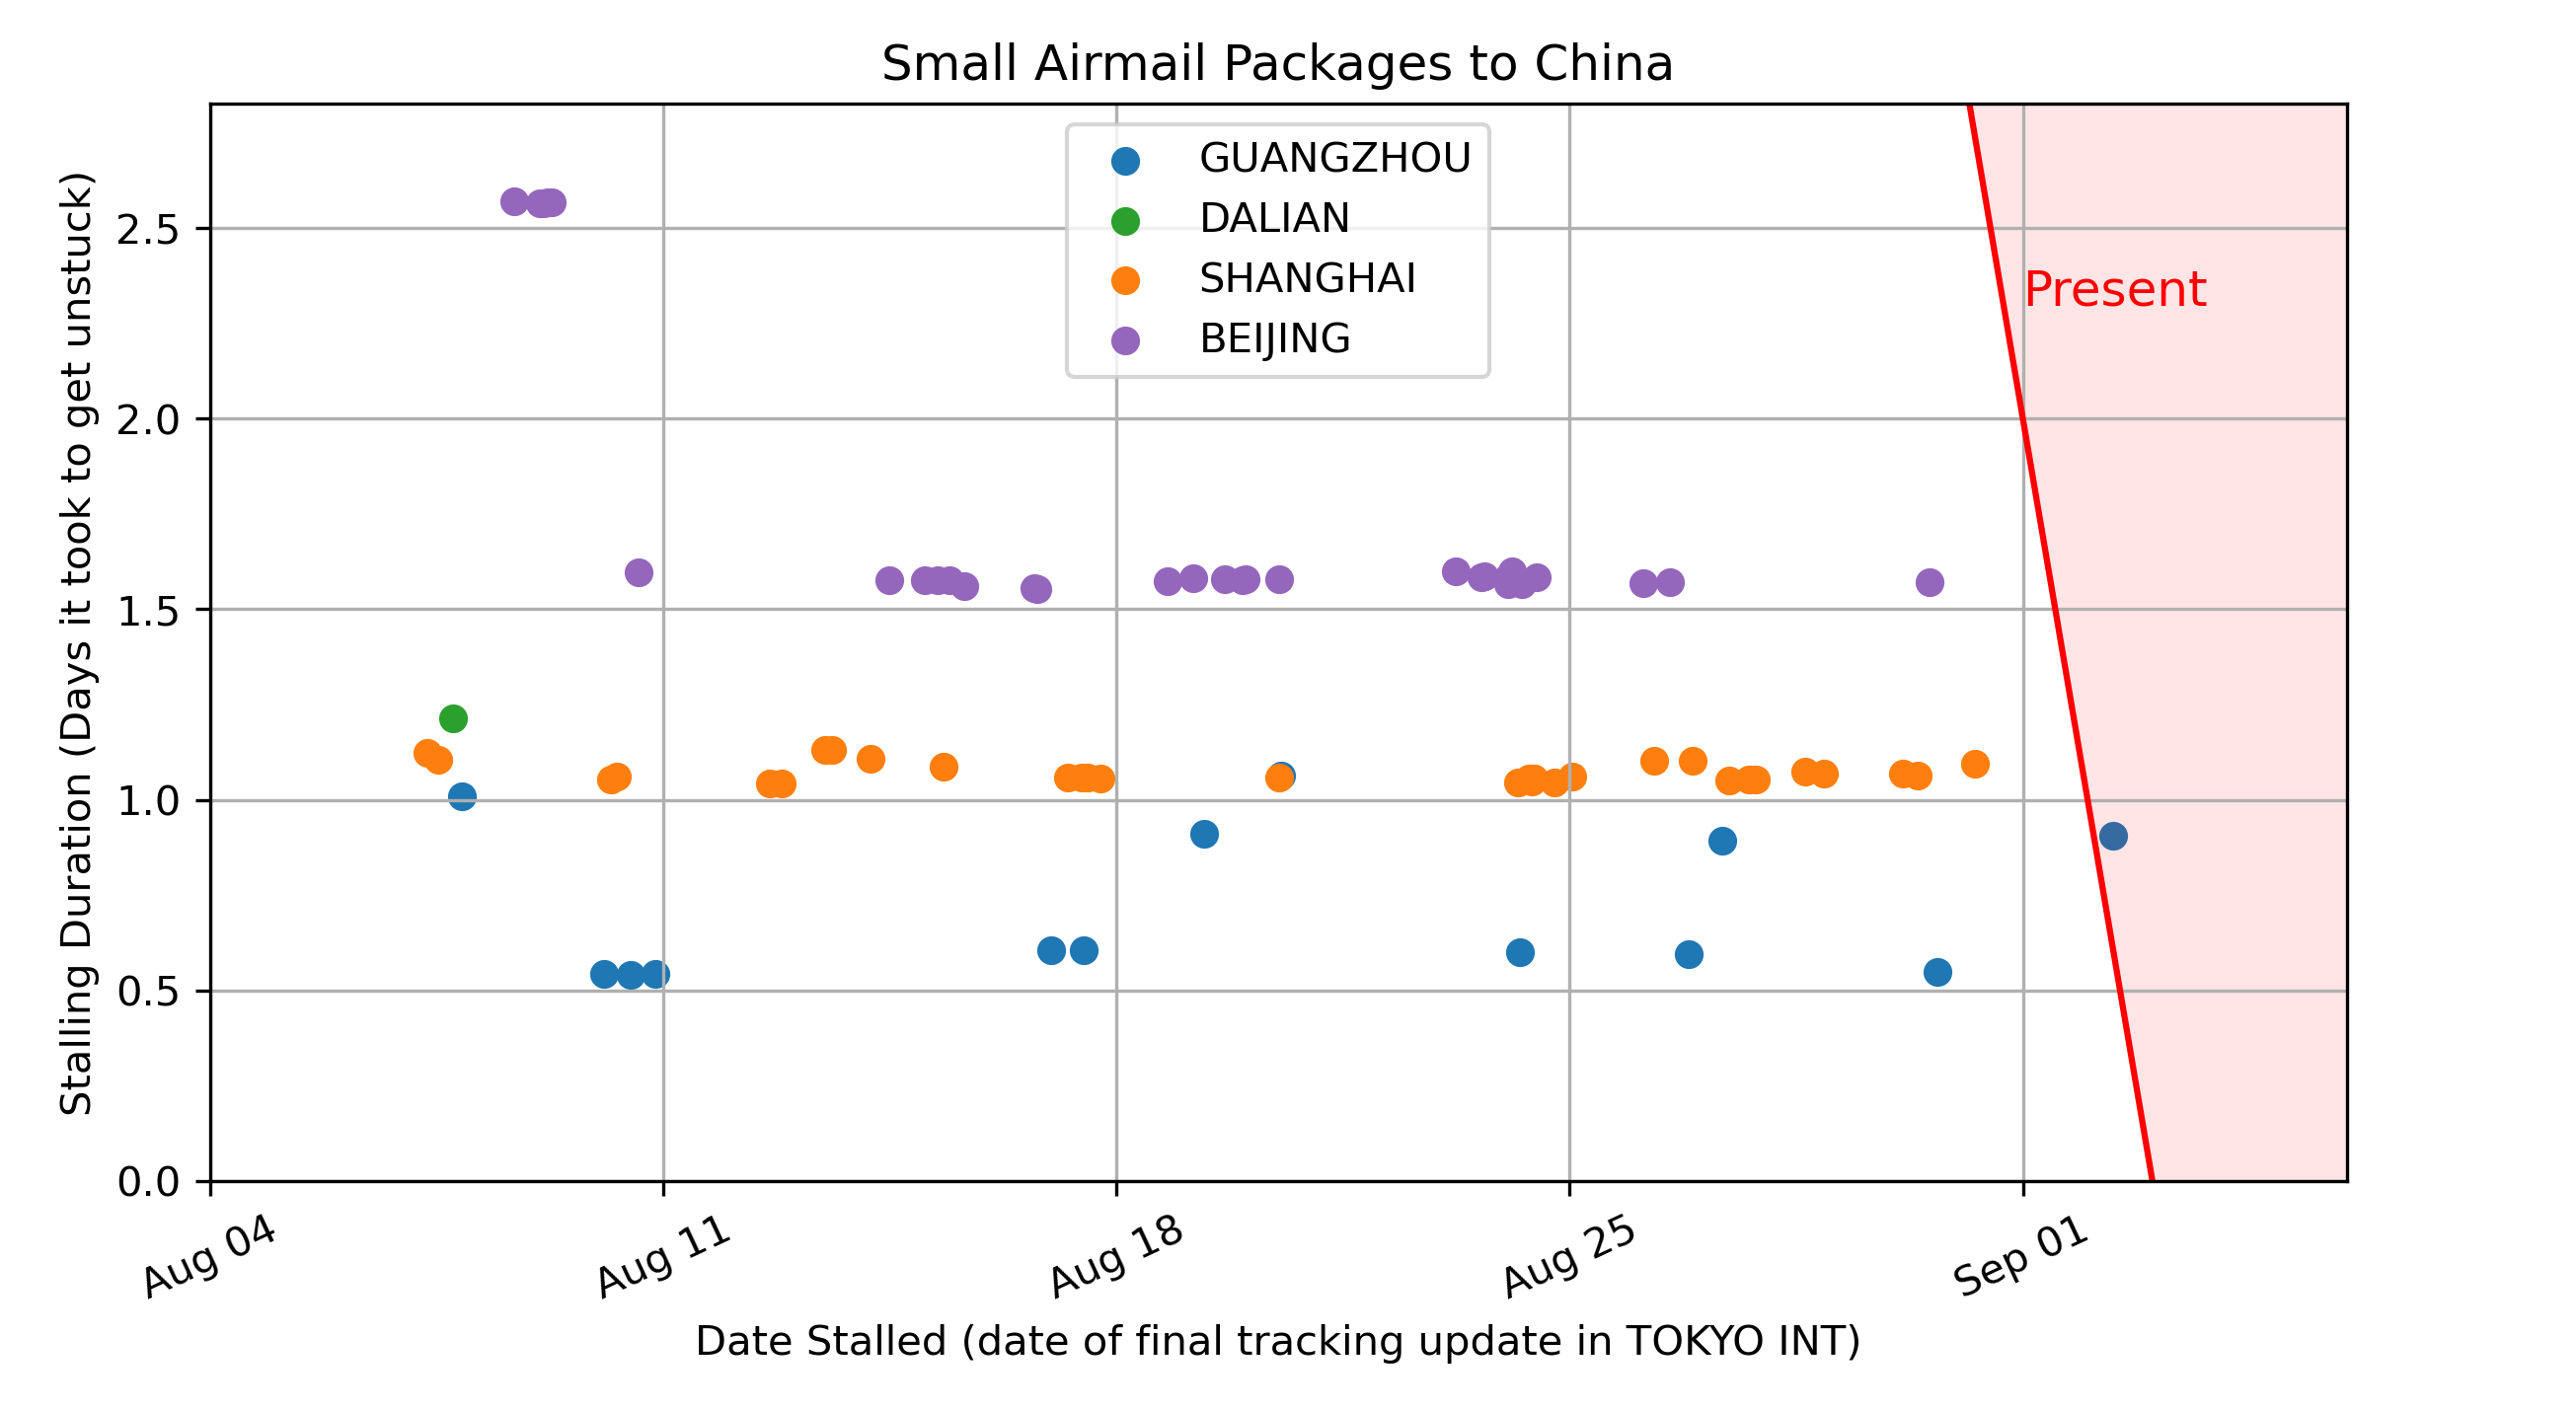 Small Airmail Packages to China
GUANGZHOU
DALIAN
SHANGHAI
BEIJING
Present
Stalling Duration (Days it took to get unstuck)
2.5
2.0
1.5
1.0
0.5
0.0
Aug 04
Aug 11
Aug 18
Aug 25
Sep 01
Date Stalled (date of final tracking update in TOKYO INT)